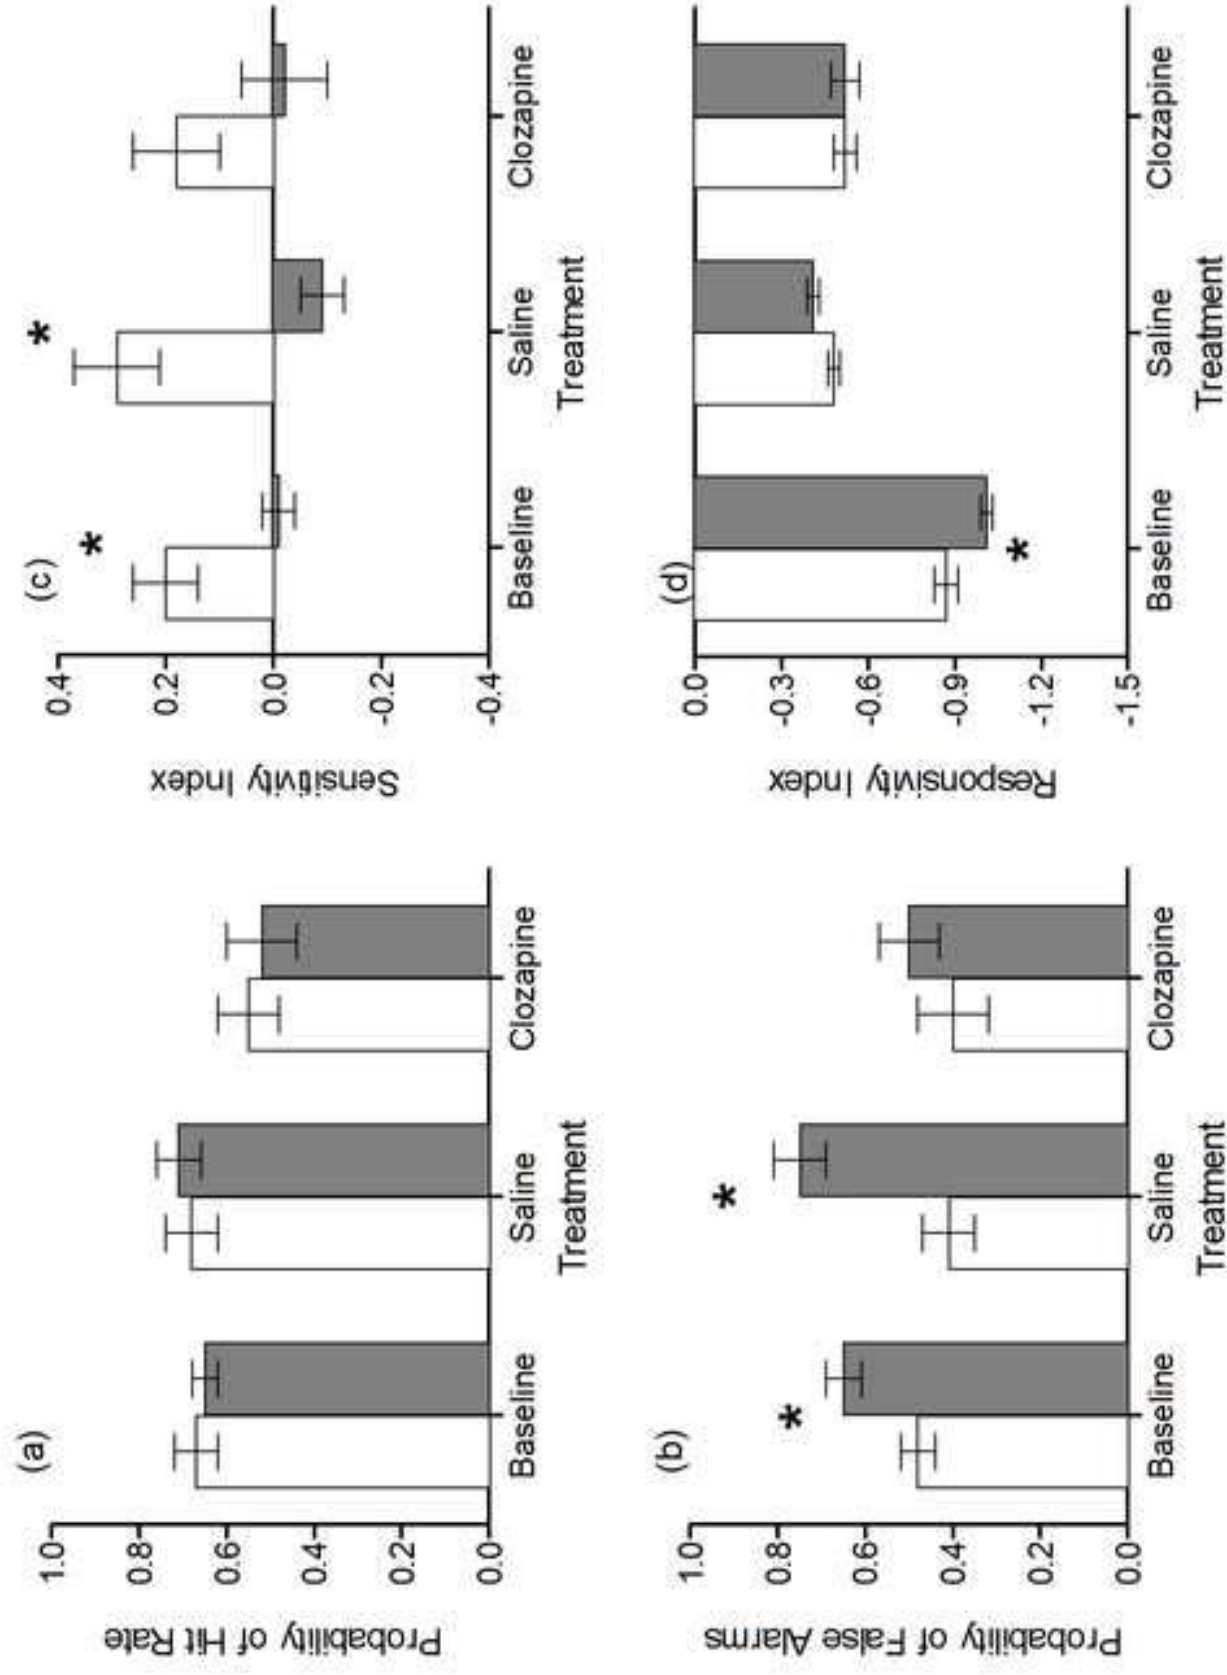 (a)
Probability of Hit Rate
1.0
0.8
0.6
0.4
0.2
0.0
Baseline
Saline
Clozapine
Treatment
(b)
Probability of False Alarms
1.0
0.8
0.6
0.4
0.2
0.0
*
*
Baseline
Saline
Clozapine
Treatment
(c)
Sensitivity Index
0.4
0.2
0.0
-0.2
-0.4
*
*
Baseline
Saline
Clozapine
Treatment
(d)
Responsivity Index
0.0
-0.3
-0.6
-0.9
-1.2
-1.5
*
Baseline
Saline
Clozapine
Treatment